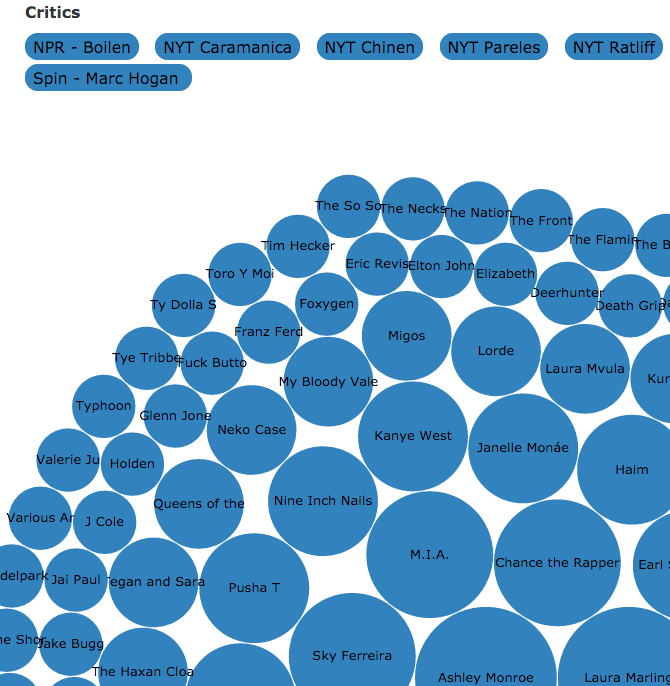 Critics
NPR - Boilen
NYT Caramanica
NYT Chinen
NYT Pareles
NYT Ratliff
Spin - Marc Hogan
The So So
The Necks
The Nation
The Front
The Flamin
The B
Tim Hecker
Eric Revis
Elton John
Elizabeth
Toro Y Moi
Deerhunter
Death Grip
Ty Dolla S
Foxygen
Franz Ferd
Migos
Lorde
Laura Mvula
Tye Tribbe
Fuck Butto
My Bloody Vale
Kur
Typhoon
Glenn Jone
Neko Case
Kanye West
Janelle Monáe
Haim
Valerie Ju
Holden
Queens of the
Nine Inch Nails
Various Ar
J Cole
M.I.A.
Chance the Rapper
Earl S
delpark
Jai Paul
egan and Sara
Pusha T
ne Shor
Jake Bugg
Sky Ferreira
The Haxan Cloa
Ashley Monroe
Laura Marling